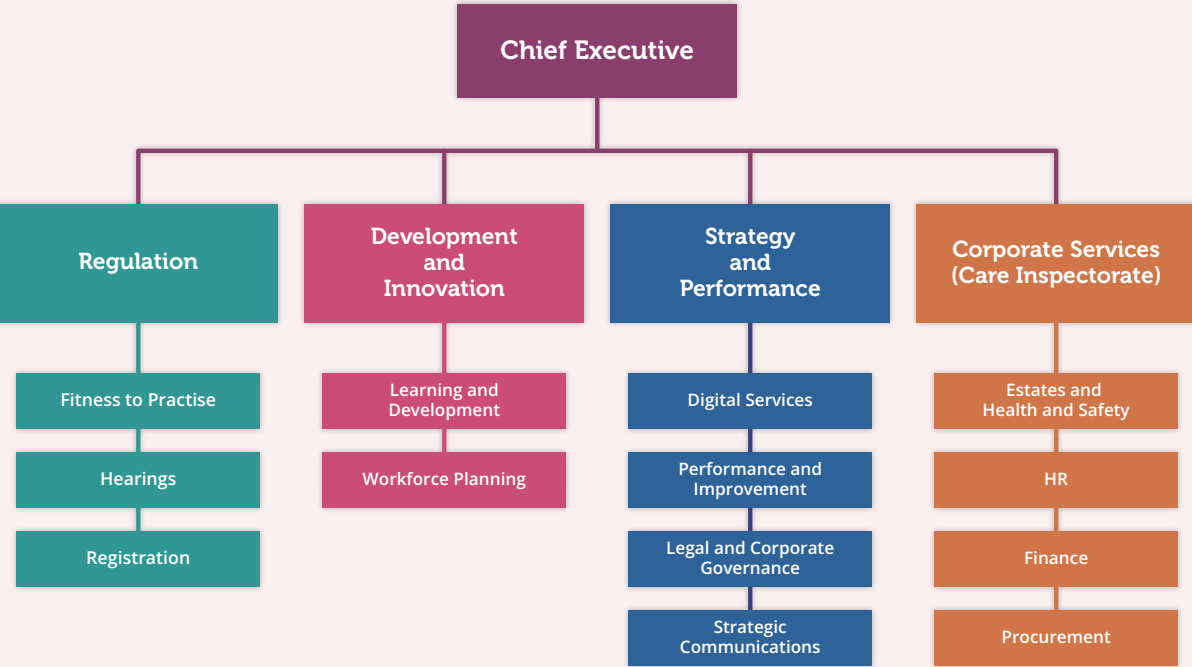 Chief Executive
Regulation
Development
and
Innovation
Strategy
and
Performance
Corporate Services
(Care Inspectorate)
Fitness to Practise
Hearings
Registration
Learning and
Development
Workforce Planning
Digital Services
Performance and
Improvement
Legal and Corporate
Governance
Strategic
Communications
Estates and
Health and Safety
HR
Finance
Procurement